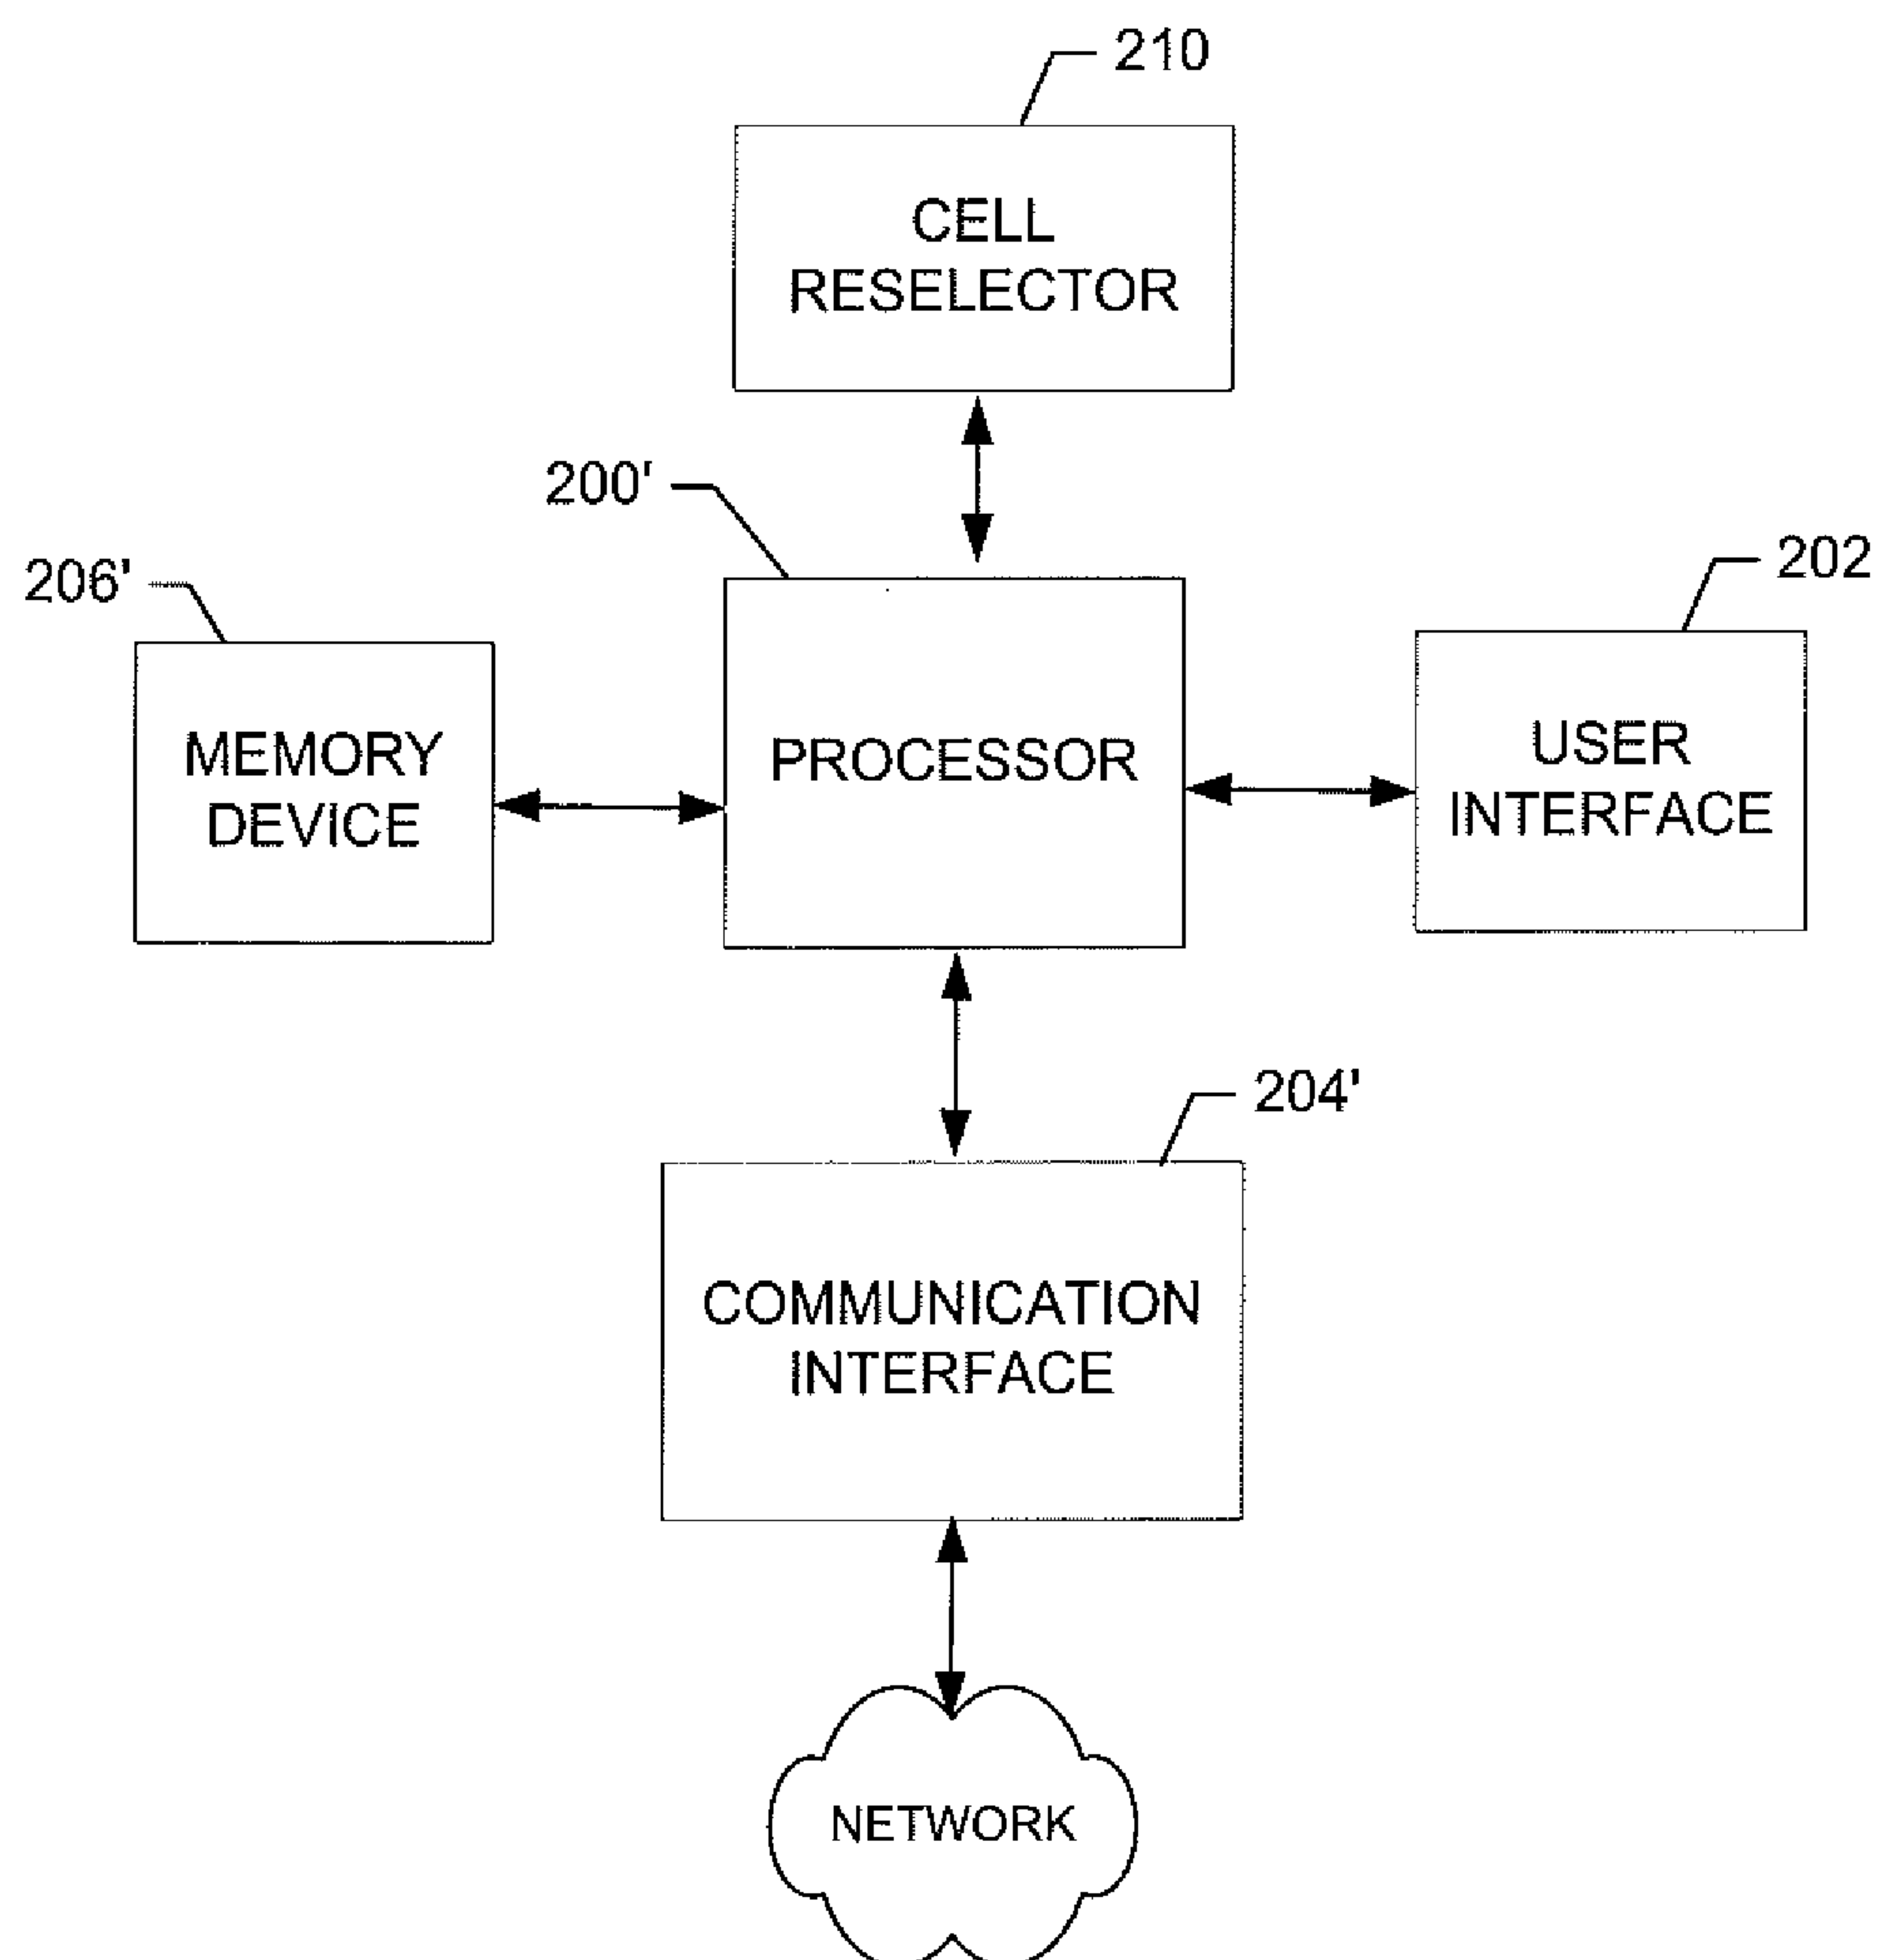 210
CELL
RESELECTOR
200'
206'
202
MEMORY
DEVICE
PROCESSOR
USER
INTERFACE
204'
COMMUNICATION
INTERFACE
NETWORK